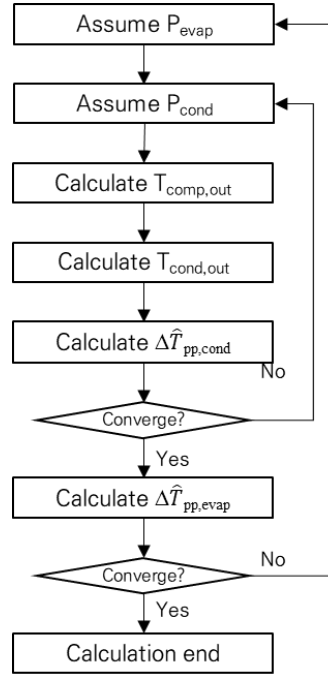 Assume P_evap
Assume P_cond
Calculate T_comp,out
Calculate T_cond,out
Calculate ΔT̂_pp,cond
No
Converge?
Yes
Calculate ΔT̂_pp,evap
No
Converge?
Yes
Calculation end